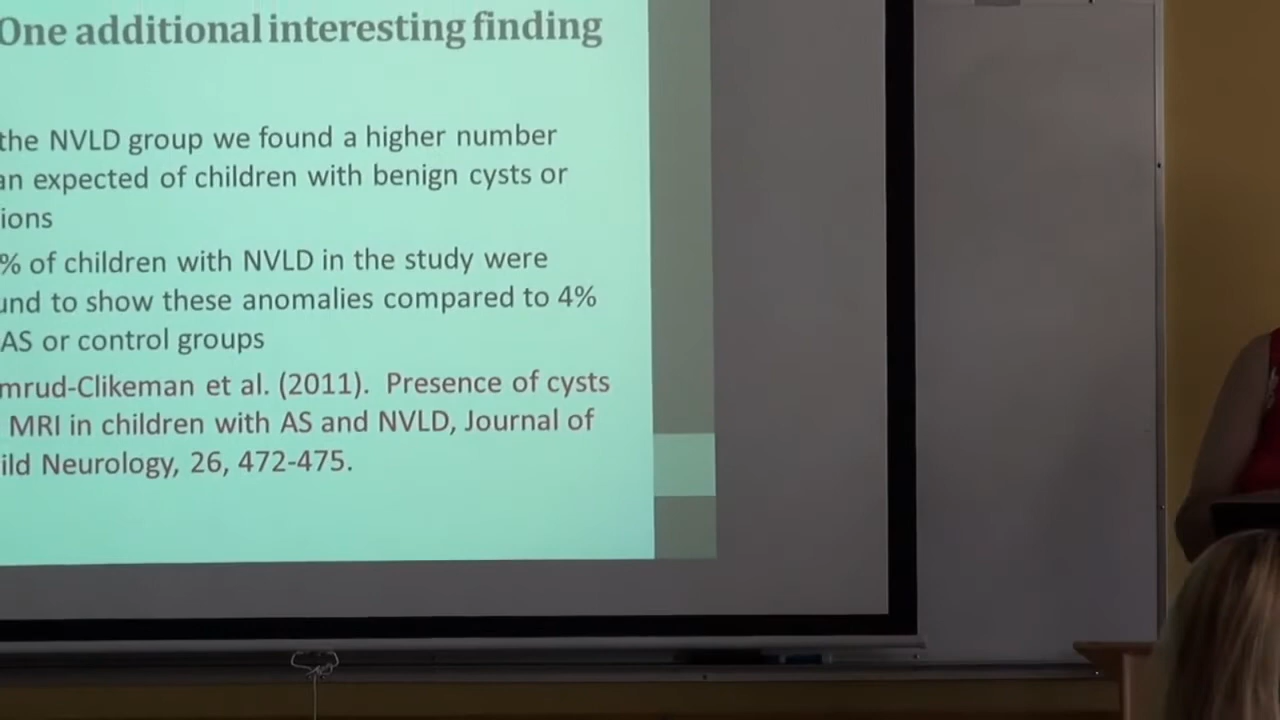 One additional interesting finding
the NVLD group we found a higher number
an expected of children with benign cysts or
ions
% of children with NVLD in the study were
und to show these anomalies compared to 4%
AS or control groups
mrud-Clikeman et al. (2011). Presence of cysts
MRI in children with AS and NVLD, Journal of
ild Neurology, 26, 472-475.